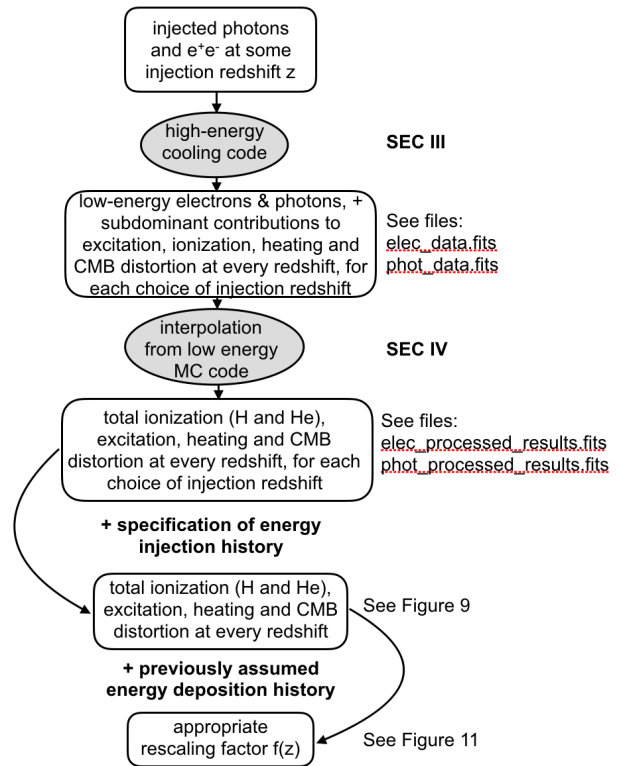 injected photons
and e⁺e⁻ at some
injection redshift z
high-energy
cooling code
SEC III
low-energy electrons & photons, +
subdominant contributions to
excitation, ionization, heating and
CMB distortion at every redshift, for
each choice of injection redshift
See files:
elec_data.fits
phot_data.fits
interpolation
from low energy
MC code
SEC IV
total ionization (H and He),
excitation, heating and CMB
distortion at every redshift, for each
choice of injection redshift
See files:
elec_processed_results.fits
phot_processed_results.fits
+ specification of energy
injection history
total ionization (H and He),
excitation, heating and CMB
distortion at every redshift
See Figure 9
+ previously assumed
energy deposition history
appropriate
rescaling factor f(z)
See Figure 11